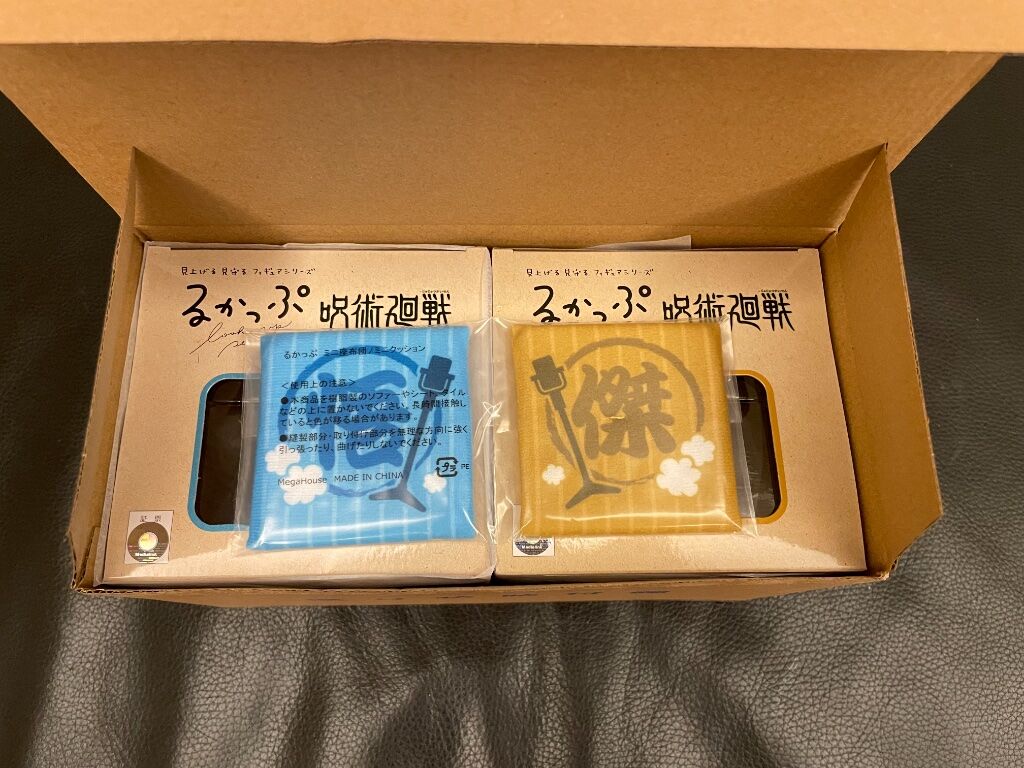 見上げる 見守る フィギュアシリーズ
るかっぷ 呪術廻戦
見上げる 見守る フィギュアシリーズ
るかっぷ 呪術廻戦
るかっぷ ミニ座布団／ミニクッション
＜使用上の注意＞
●本商品を樹脂製のソファーやシート、タイル
などの上に置かないでください。長時間接触し
ていると色が移る場合があります。
●縫製部分・取り付け部分を無理な方向に強く
引っ張ったり、曲げたりしないでください。
プラ PE
MegaHouse MADE IN CHINA
傑
証票